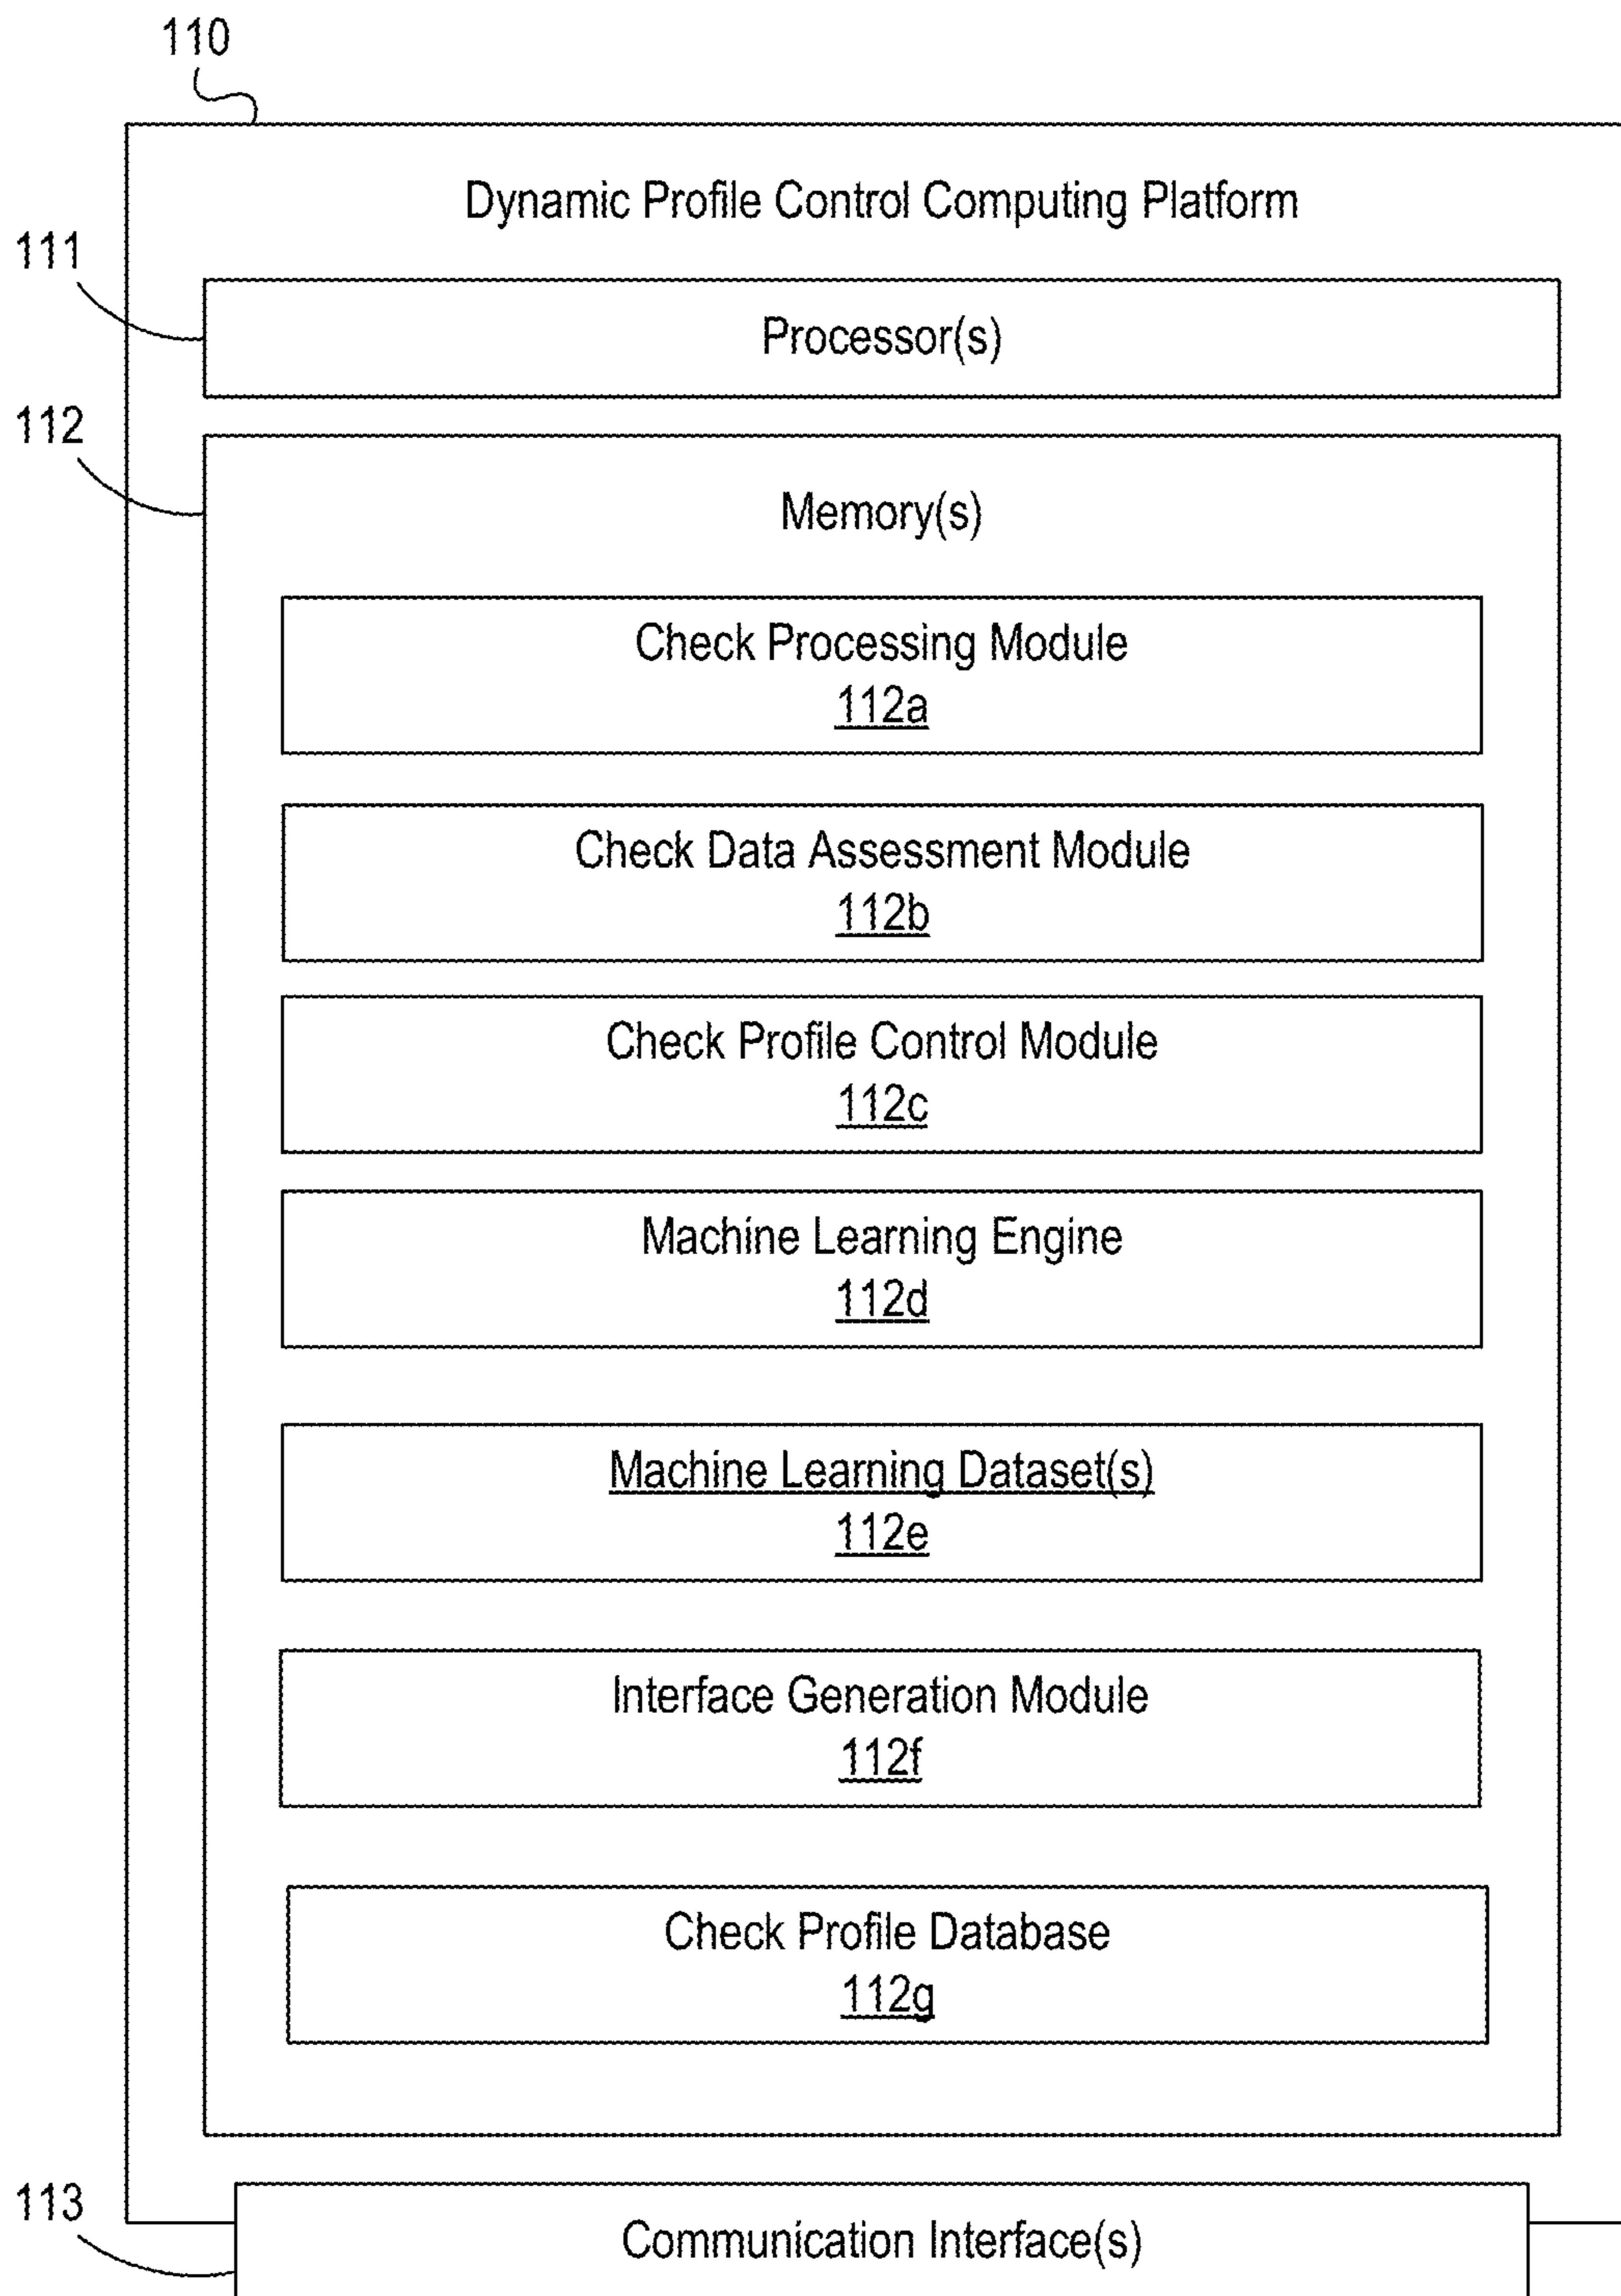 110
Dynamic Profile Control Computing Platform
111
Processor(s)
112
Memory(s)
Check Processing Module
112a
Check Data Assessment Module
112b
Check Profile Control Module
112c
Machine Learning Engine
112d
Machine Learning Dataset(s)
112e
Interface Generation Module
112f
Check Profile Database
112g
113
Communication Interface(s)